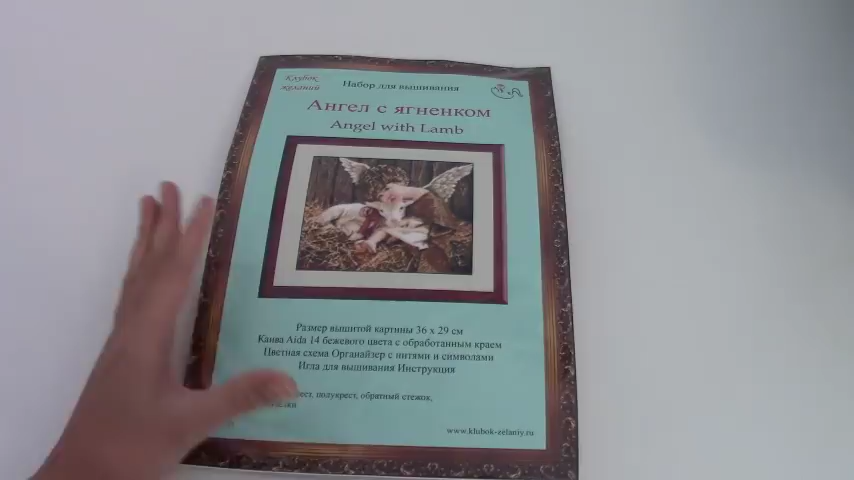 Клубок
желаний
Набор для вышивания
Ангел с ягненком
Angel with Lamb
Размер вышитой картины 36 x 29 см
Канва Aida 14 бежевого цвета с обработанным краем
Цветная схема Органайзер с нитями и символами
Игла для вышивания Инструкция
полукрест, обратный стежок,
www.klubok-zelaniy.ru